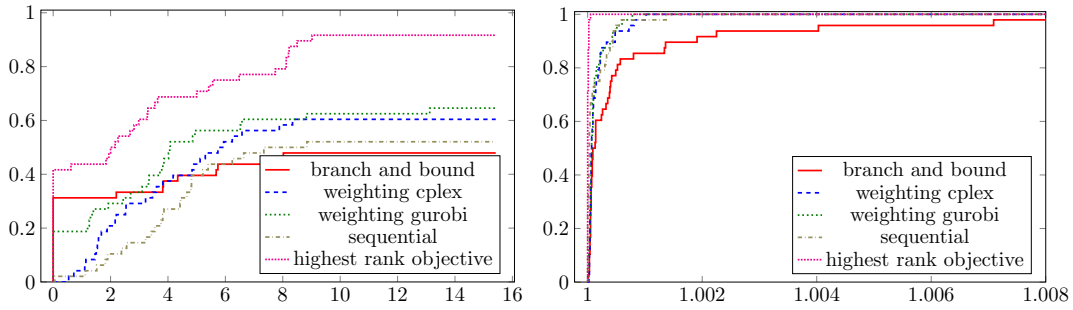 1
0.8
0.6
0.4
0.2
0
0 2 4 6 8 10 12 14 16
branch and bound
weighting cplex
weighting gurobi
sequential
highest rank objective
1
0.8
0.6
0.4
0.2
0
1 1.002 1.004 1.006 1.008
branch and bound
weighting cplex
weighting gurobi
sequential
highest rank objective